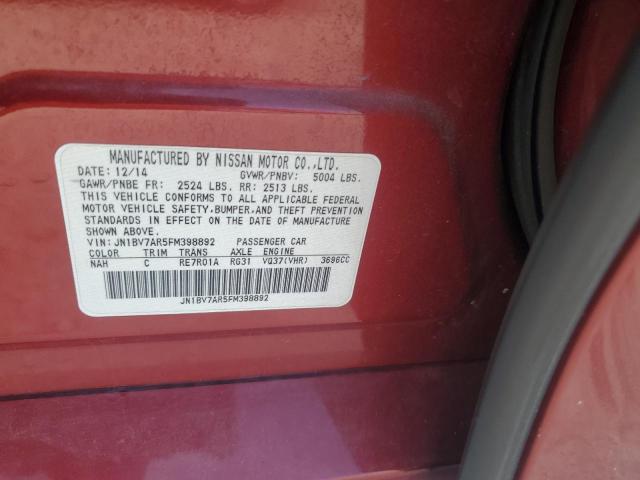 MANUFACTURED BY NISSAN MOTOR CO.,LTD.
DATE: 12/14 GVWR/PNBV: 5004 LBS.
GAWR/PNBE FR: 2524 LBS. RR: 2513 LBS.
THIS VEHICLE CONFORMS TO ALL APPLICABLE FEDERAL
MOTOR VEHICLE SAFETY, BUMPER, AND THEFT PREVENTION
STANDARDS IN EFFECT ON THE DATE OF MANUFACTURE
SHOWN ABOVE.
VIN: JN1BV7AR5FM398892 PASSENGER CAR
COLOR TRIM TRANS AXLE ENGINE
NAH C RE7R01A RG31 VQ37(VHR) 3696CC
JN1BV7AR5FM398892